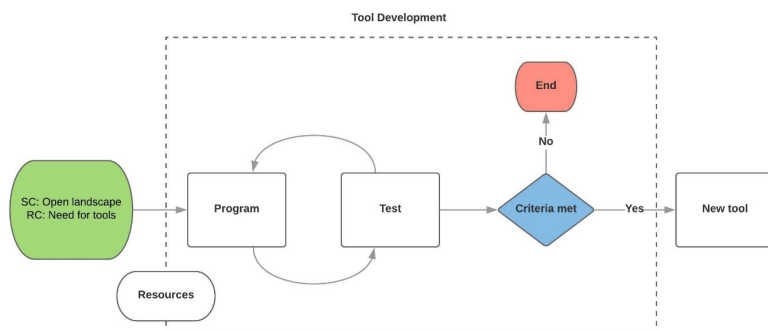 Tool Development
End
No
SC: Open landscape
RC: Need for tools
Program
Test
Criteria met
Yes
New tool
Resources